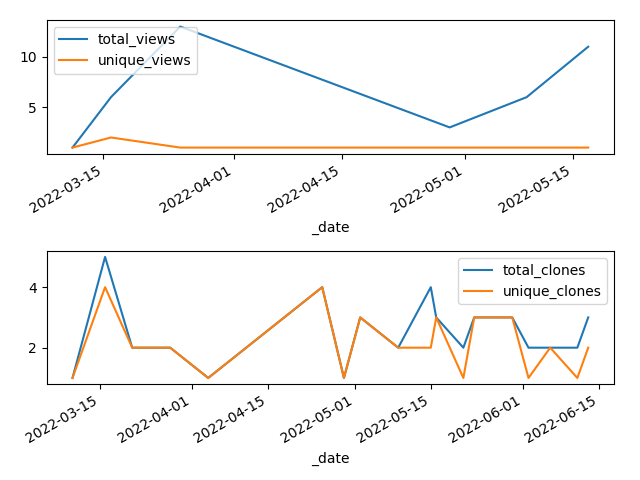 total_views
unique_views
10
5
2022-03-15
2022-04-01
2022-04-15
2022-05-01
2022-05-15
_date
total_clones
unique_clones
4
2
2022-03-15
2022-04-01
2022-04-15
2022-05-01
2022-05-15
2022-06-01
2022-06-15
_date